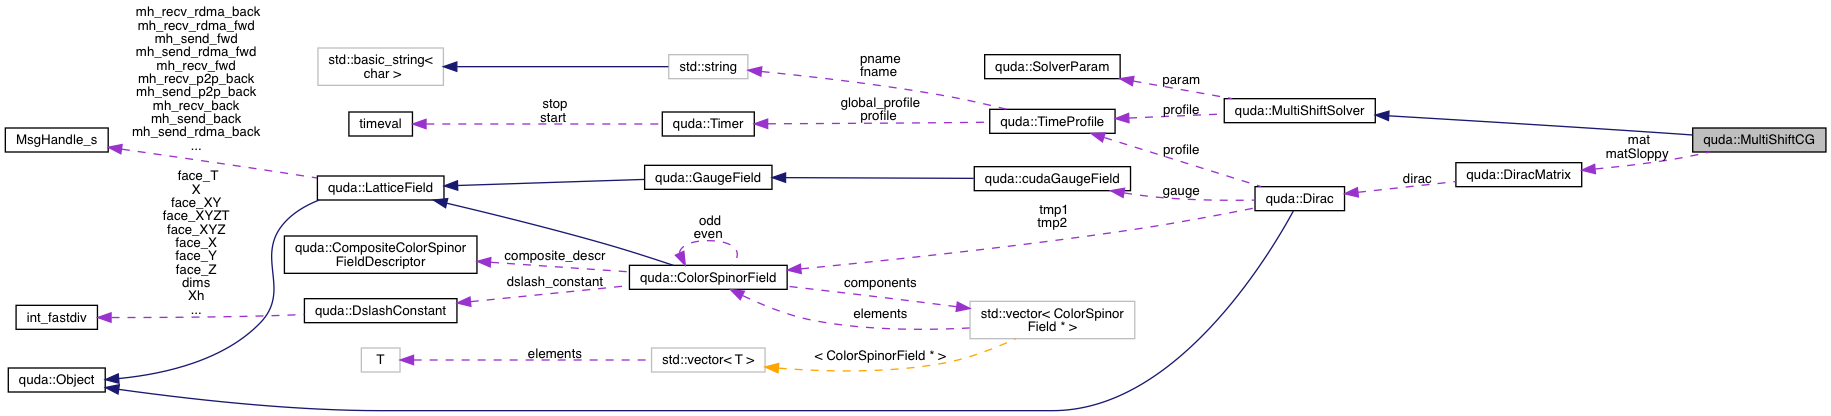 mh_recv_rdma_back
mh_recv_rdma_fwd
mh_send_fwd
mh_send_rdma_fwd
mh_recv_fwd
mh_recv_p2p_back
mh_send_p2p_back
mh_recv_back
mh_send_back
mh_send_rdma_back
...
MsgHandle_s
face_T
X
face_XY
face_XYZT
face_XYZ
face_X
face_Y
face_Z
dims
Xh
...
int_fastdiv
quda::Object
std::basic_string<
char >
timeval
quda::LatticeField
quda::CompositeColorSpinor
FieldDescriptor
quda::DslashConstant
T
stop
start
composite_descr
dslash_constant
elements
std::string
quda::Timer
quda::GaugeField
odd
even
quda::ColorSpinorField
std::vector< T >
pname
fname
global_profile
profile
components
elements
< ColorSpinorField * >
quda::SolverParam
quda::TimeProfile
quda::cudaGaugeField
tmp1
tmp2
std::vector< ColorSpinor
Field * >
param
profile
profile
gauge
quda::MultiShiftSolver
quda::Dirac
dirac
quda::DiracMatrix
mat
matSloppy
quda::MultiShiftCG